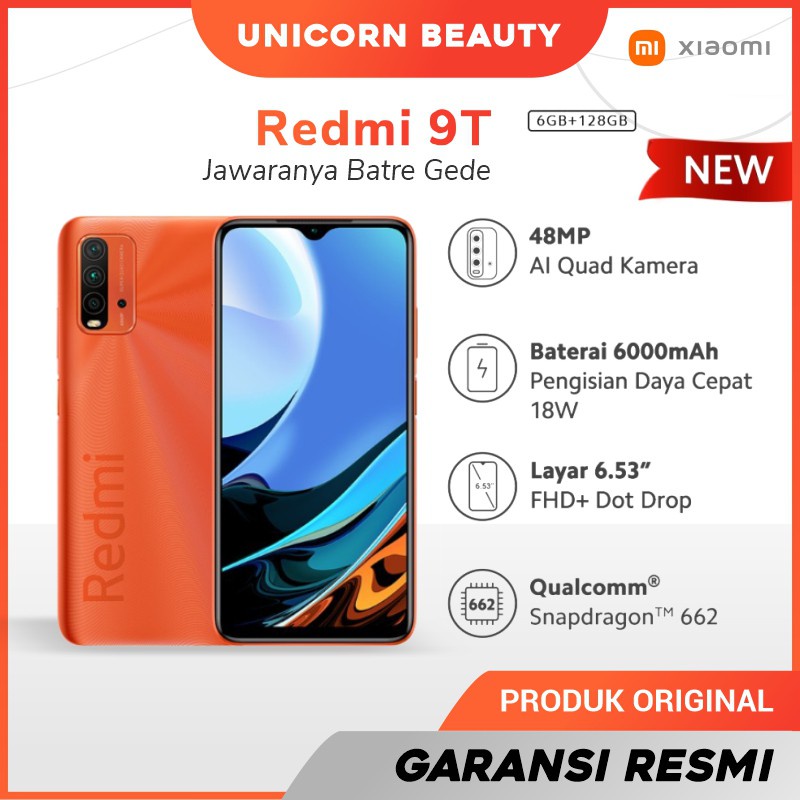 UNICORN BEAUTY
mi xiaomi
Redmi 9T
6GB+128GB
Jawaranya Batre Gede
NEW
48MP
AI Quad Kamera
Baterai 6000mAh
Pengisian Daya Cepat
18W
6.53"
Layar 6.53”
FHD+ Dot Drop
662
Qualcomm®
Snapdragon™ 662
Redmi
PRODUK ORIGINAL
GARANSI RESMI